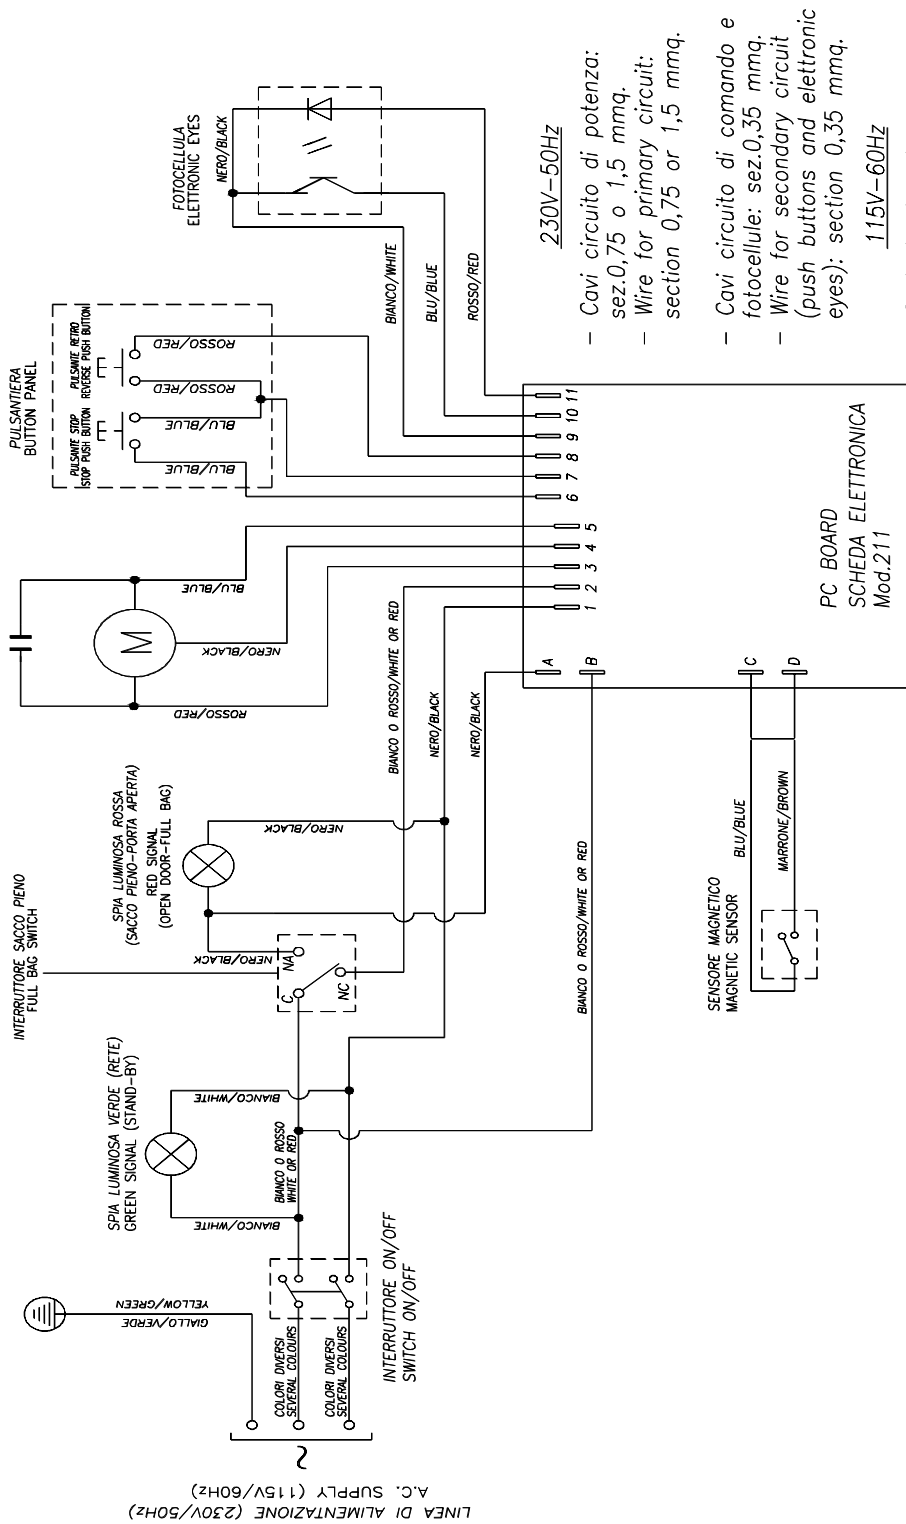 LINEA DI ALIMENTAZIONE (230V/50Hz)
A.C. SUPPLY (115V/60Hz)
~
GIALLO/VERDE
YELLOW/GREEN
COLORI DIVERSI
SEVERAL COLOURS
COLORI DIVERSI
SEVERAL COLOURS
INTERRUTTORE ON/OFF
SWITCH ON/OFF
SPIA LUMINOSA VERDE (RETE)
GREEN SIGNAL (STAND-BY)
BIANCO/WHITE
BIANCO/WHITE
BIANCO O ROSSO
WHITE OR RED
INTERRUTTORE SACCO PIENO
FULL BAG SWITCH
C
NA
NC
NERO/BLACK
SPIA LUMINOSA ROSSA
(SACCO PIENO-PORTA APERTA)
RED SIGNAL
(OPEN DOOR-FULL BAG)
NERO/BLACK
BIANCO O ROSSO/WHITE OR RED
NERO/BLACK
NERO/BLACK
BIANCO O ROSSO/WHITE OR RED
M
ROSSO/RED
NERO/BLACK
BLU/BLUE
PULSANTIERA
BUTTON PANEL
PULSANTE STOP
STOP PUSH BUTTON
PULSANTE RETRO
REVERSE PUSH BUTTON
BLU/BLUE
BLU/BLUE
ROSSO/RED
ROSSO/RED
FOTOCELLULA
ELETTRONIC EYES
NERO/BLACK
BIANCO/WHITE
BLU/BLUE
ROSSO/RED
SENSORE MAGNETICO
MAGNETIC SENSOR
BLU/BLUE
MARRONE/BROWN
A
B
C
D
1
2
3
4
5
6
7
8
9
10
11
PC BOARD
SCHEDA ELETTRONICA
Mod.211
230V-50Hz
- Cavi circuito di potenza:
sez.0,75 o 1,5 mmq.
- Wire for primary circuit:
section 0,75 or 1,5 mmq.
- Cavi circuito di comando e
fotocellule: sez.0,35 mmq.
- Wire for secondary circuit
(push buttons and elettronic
eyes): section 0,35 mmq.
115V-60Hz